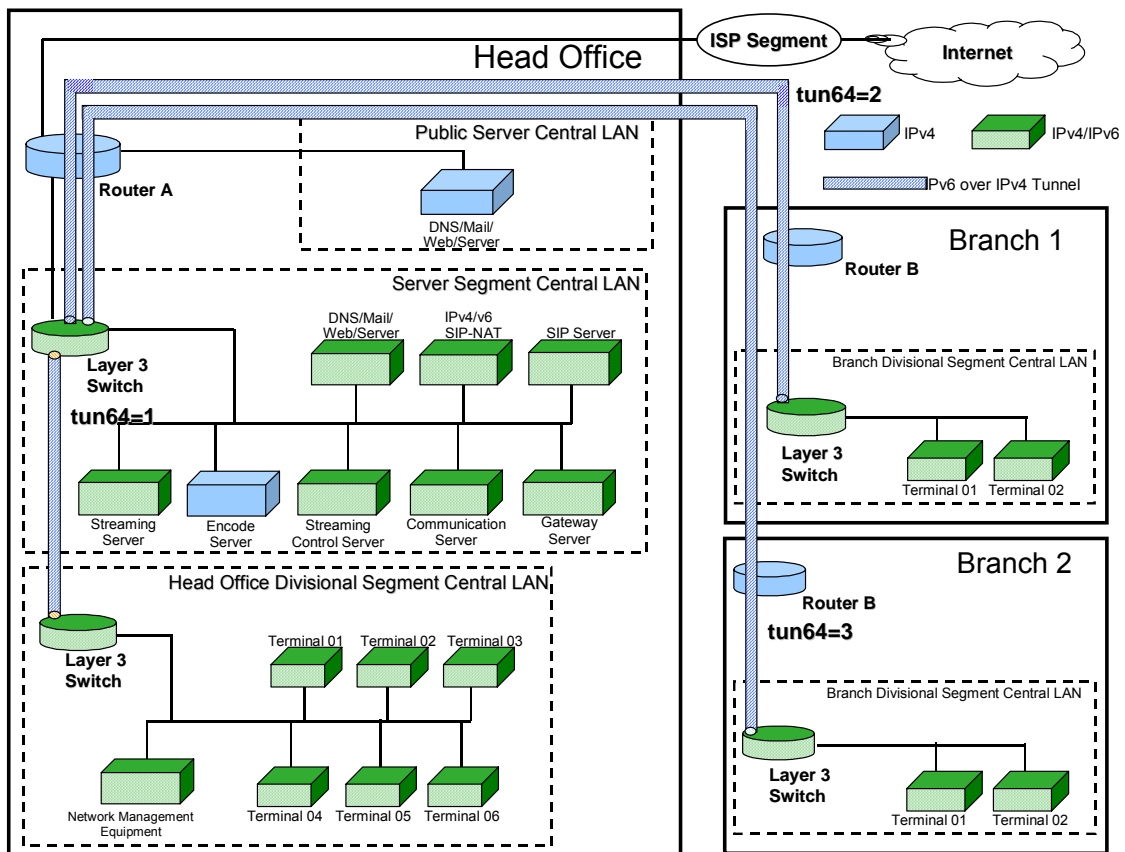 ISP Segment
Internet
Head Office
tun64=2
IPv4
IPv4/IPv6
IPv6 over IPv4 Tunnel
Public Server Central LAN
Router A
DNS/Mail/
Web/Server
Server Segment Central LAN
DNS/Mail/
Web/Server
IPv4/v6
SIP-NAT
SIP Server
Layer 3
Switch
tun64=1
Streaming
Server
Encode
Server
Streaming
Control Server
Communication
Server
Gateway
Server
Head Office Divisional Segment Central LAN
Layer 3
Switch
Terminal 01
Terminal 02
Terminal 03
Network Management
Equipment
Terminal 04
Terminal 05
Terminal 06
Branch 1
Router B
Branch Divisional Segment Central LAN
Layer 3
Switch
Terminal 01
Terminal 02
Branch 2
Router B
tun64=3
Branch Divisional Segment Central LAN
Layer 3
Switch
Terminal 01
Terminal 02